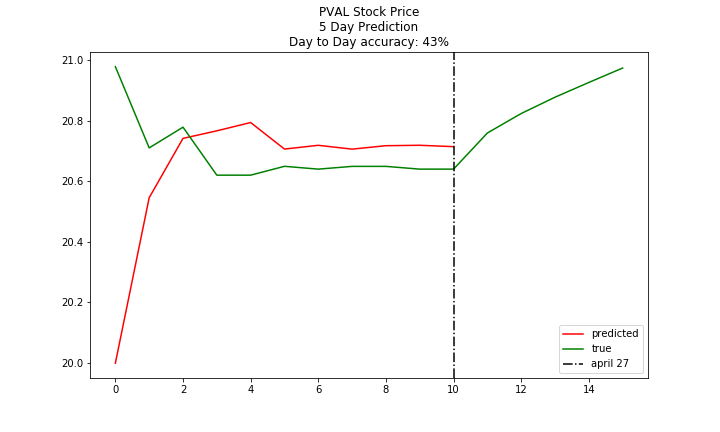 PVAL Stock Price
5 Day Prediction
Day to Day accuracy: 43%
21.0
20.8
20.6
20.4
20.2
20.0
0 2 4 6 8 10 12 14
predicted
true
april 27